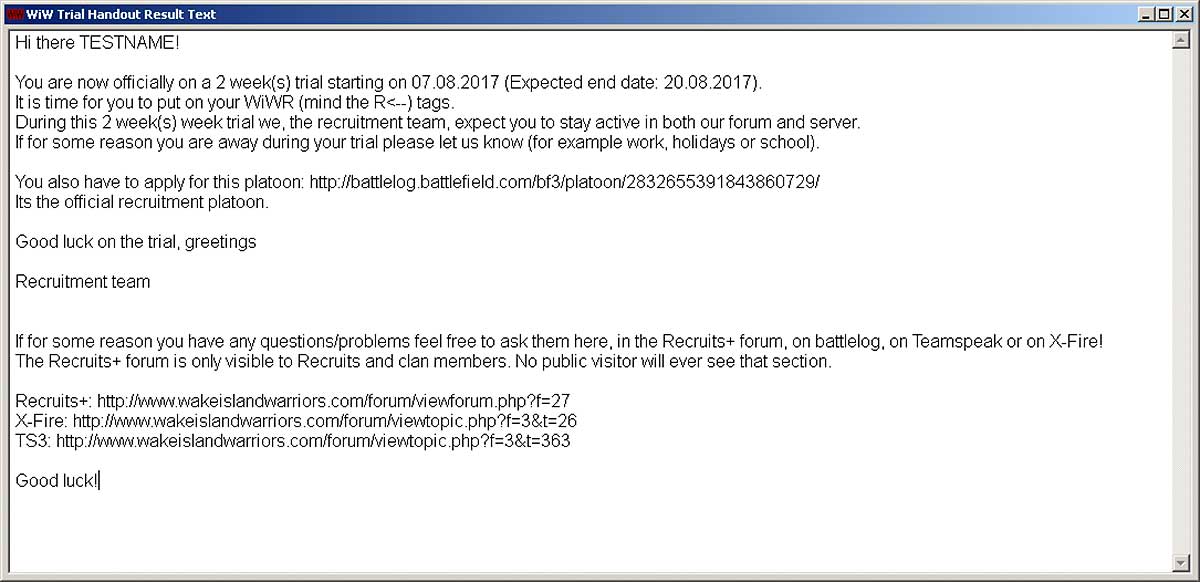 WiW Trial Handout Result Text
Hi there TESTNAME!
You are now officially on a 2 week(s) trial starting on 07.08.2017 (Expected end date: 20.08.2017).
It is time for you to put on your WiWR (mind the R<--) tags.
During this 2 week(s) week trial we, the recruitment team, expect you to stay active in both our forum and server.
If for some reason you are away during your trial please let us know (for example work, holidays or school).
You also have to apply for this platoon: http://battlelog.battlefield.com/bf3/platoon/2832655391843860729/
Its the official recruitment platoon.
Good luck on the trial, greetings
Recruitment team
If for some reason you have any questions/problems feel free to ask them here, in the Recruits+ forum, on battlelog, on Teamspeak or on X-Fire!
The Recruits+ forum is only visible to Recruits and clan members. No public visitor will ever see that section.
Recruits+: http://www.wakeislandwarriors.com/forum/viewforum.php?f=27
X-Fire: http://www.wakeislandwarriors.com/forum/viewtopic.php?f=3&t=26
TS3: http://www.wakeislandwarriors.com/forum/viewtopic.php?f=3&t=363
Good luck!